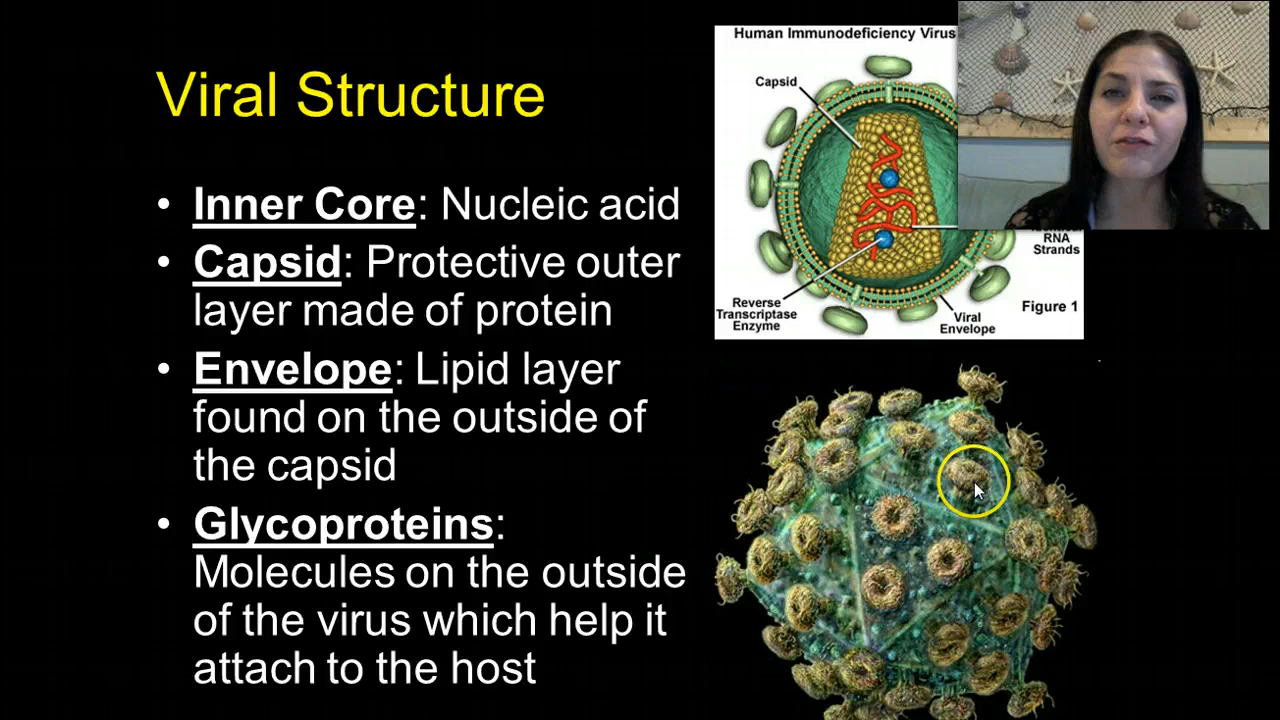 Viral Structure
• Inner Core: Nucleic acid
• Capsid: Protective outer
layer made of protein
• Envelope: Lipid layer
found on the outside of
the capsid
• Glycoproteins:
Molecules on the outside
of the virus which help it
attach to the host
Human Immunodeficiency Virus
Capsid
RNA
Strands
Reverse
Transcriptase
Enzyme
Viral
Envelope
Figure 1